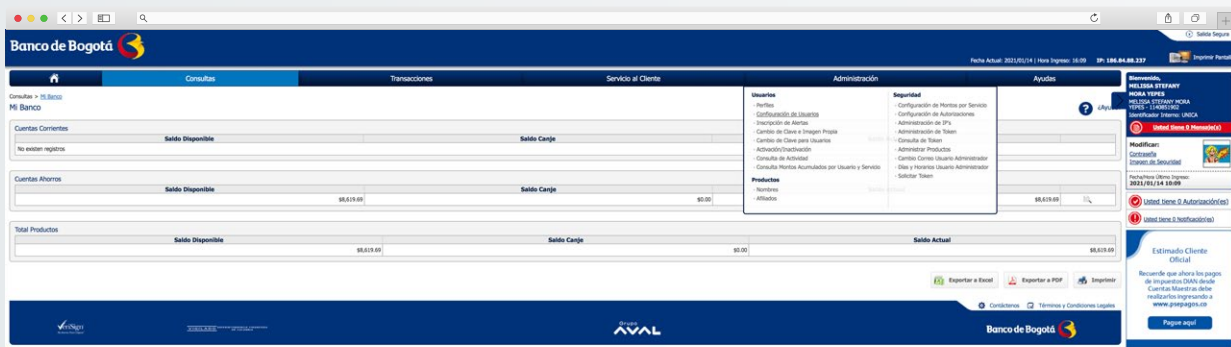 Salida Segura
Banco de Bogotá
Fecha Actual: 2021/01/14 | Hora Ingreso: 16:09 IP: 186.84.88.237
Imprimir Pantalla
Consultas
Transacciones
Servicio al Cliente
Administración
Ayudas
Consultas > Mi Banco
Mi Banco
Cuentas Corrientes
Saldo Disponible
Saldo Canje
No existen registros
Cuentas Ahorros
Saldo Disponible
Saldo Canje
$8,619.69
$0.00
$8,619.69
Total Productos
Saldo Disponible
Saldo Canje
Saldo Actual
$8,619.69
$0.00
$8,619.69
Usuarios
- Perfiles
- Configuración de Usuarios
- Inscripción de Alertas
- Cambio de Clave e Imagen Propia
- Cambio de Clave para Usuarios
- Activación/Inactivación
- Consulta de Actividad
- Consulta Montos Acumulados por Usuario y Servicio
Productos
- Nombres
- Afiliados
Seguridad
- Configuración de Montos por Servicio
- Configuración de Autorizaciones
- Administración de IP's
- Administración de Token
- Consulta de Token
- Administrar Productos
- Cambio Correo Usuario Administrador
- Días y Horarios Usuario Administrador
- Solicitar Token
Exportar a Excel
Exportar a PDF
Imprimir
Contáctenos
Términos y Condiciones Legales
VeriSign
Grupo
AVAL
Banco de Bogotá
Bienvenido,
MELISSA STEFANY
MORA YEPES
MELISSA STEFANY MORA
YEPES - 1140851902
Identificador Interno: UNICA
Usted tiene 0 Mensaje(s)
Modificar:
Contraseña
Imagen de Seguridad
Fecha/Hora Último Ingreso:
2021/01/14 10:09
Usted tiene 0 Autorización(es)
Usted tiene 0 Notificación(es)
Estimado Cliente
Oficial
Recuerde que ahora los pagos
de impuestos DIAN desde
Cuentas Maestras debe
realizarlos ingresando a
www.psepagos.co
Pague aquí